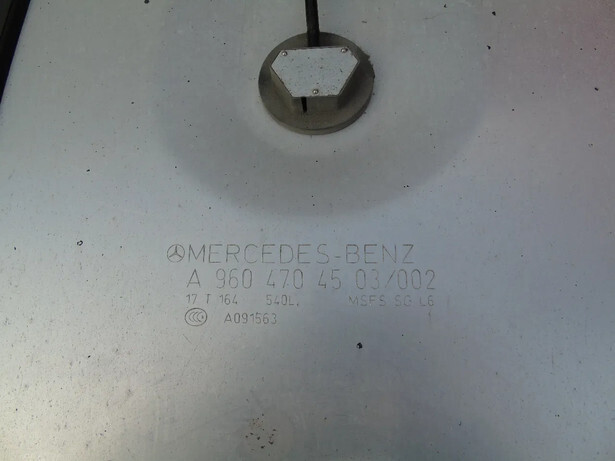 MERCEDES-BENZ
A 960 470 45 03/002
17 T 164 540L. MSFS SG L6
A091563